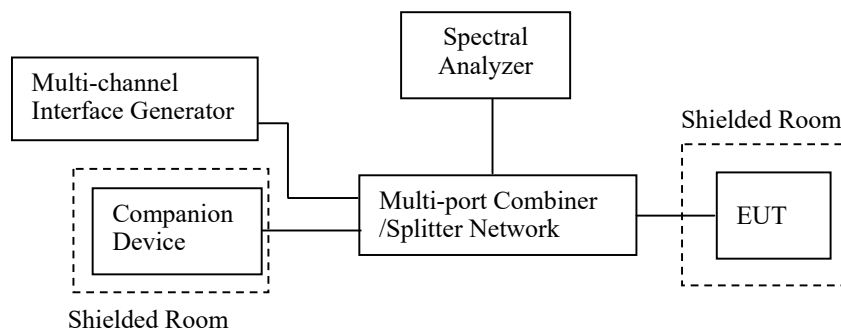 Spectral
Analyzer
Multi-channel
Interface Generator
Shielded Room
Companion
Device
Multi-port Combiner
/Splitter Network
EUT
Shielded Room